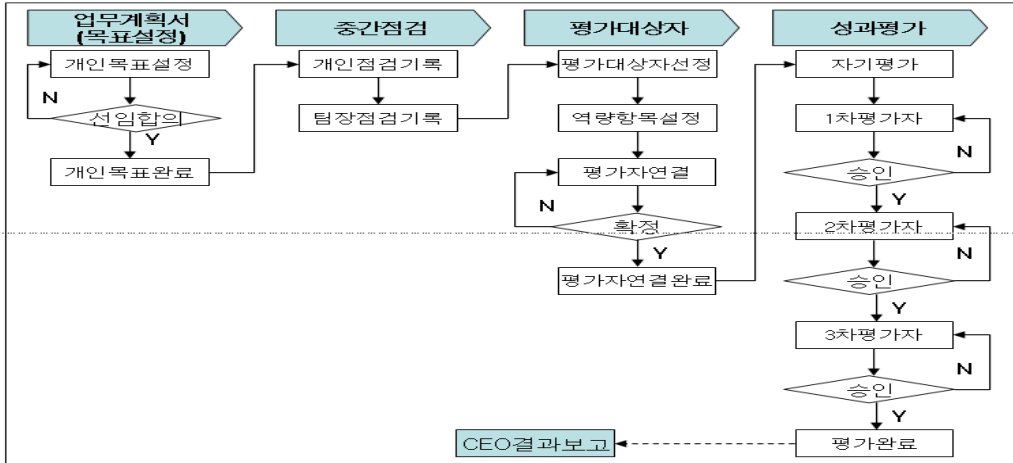 업무계획서
(목표설정)
개인목표설정
N
선임합의
Y
개인목표완료
중간점검
개인점검기록
팀장점검기록
평가대상자
평가대상자선정
역량항목설정
평가자연결
N
확정
Y
평가자연결완료
성과평가
자기평가
1차평가자
N
승인
Y
2차평가자
N
승인
Y
3차평가자
N
승인
Y
평가완료
CEO결과보고